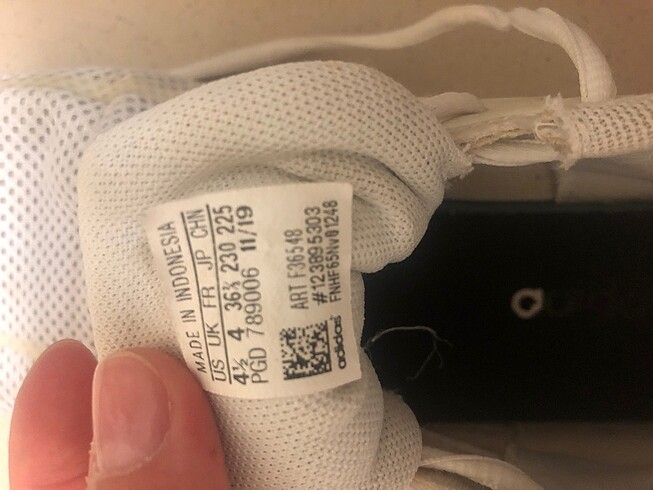 MADE IN INDONESIA
US UK FR JP CHN
4½ 4 36⅔ 230 225
PGD 789006 11/19
ART F36548
#123895303
FNHF65NV01248
adidas